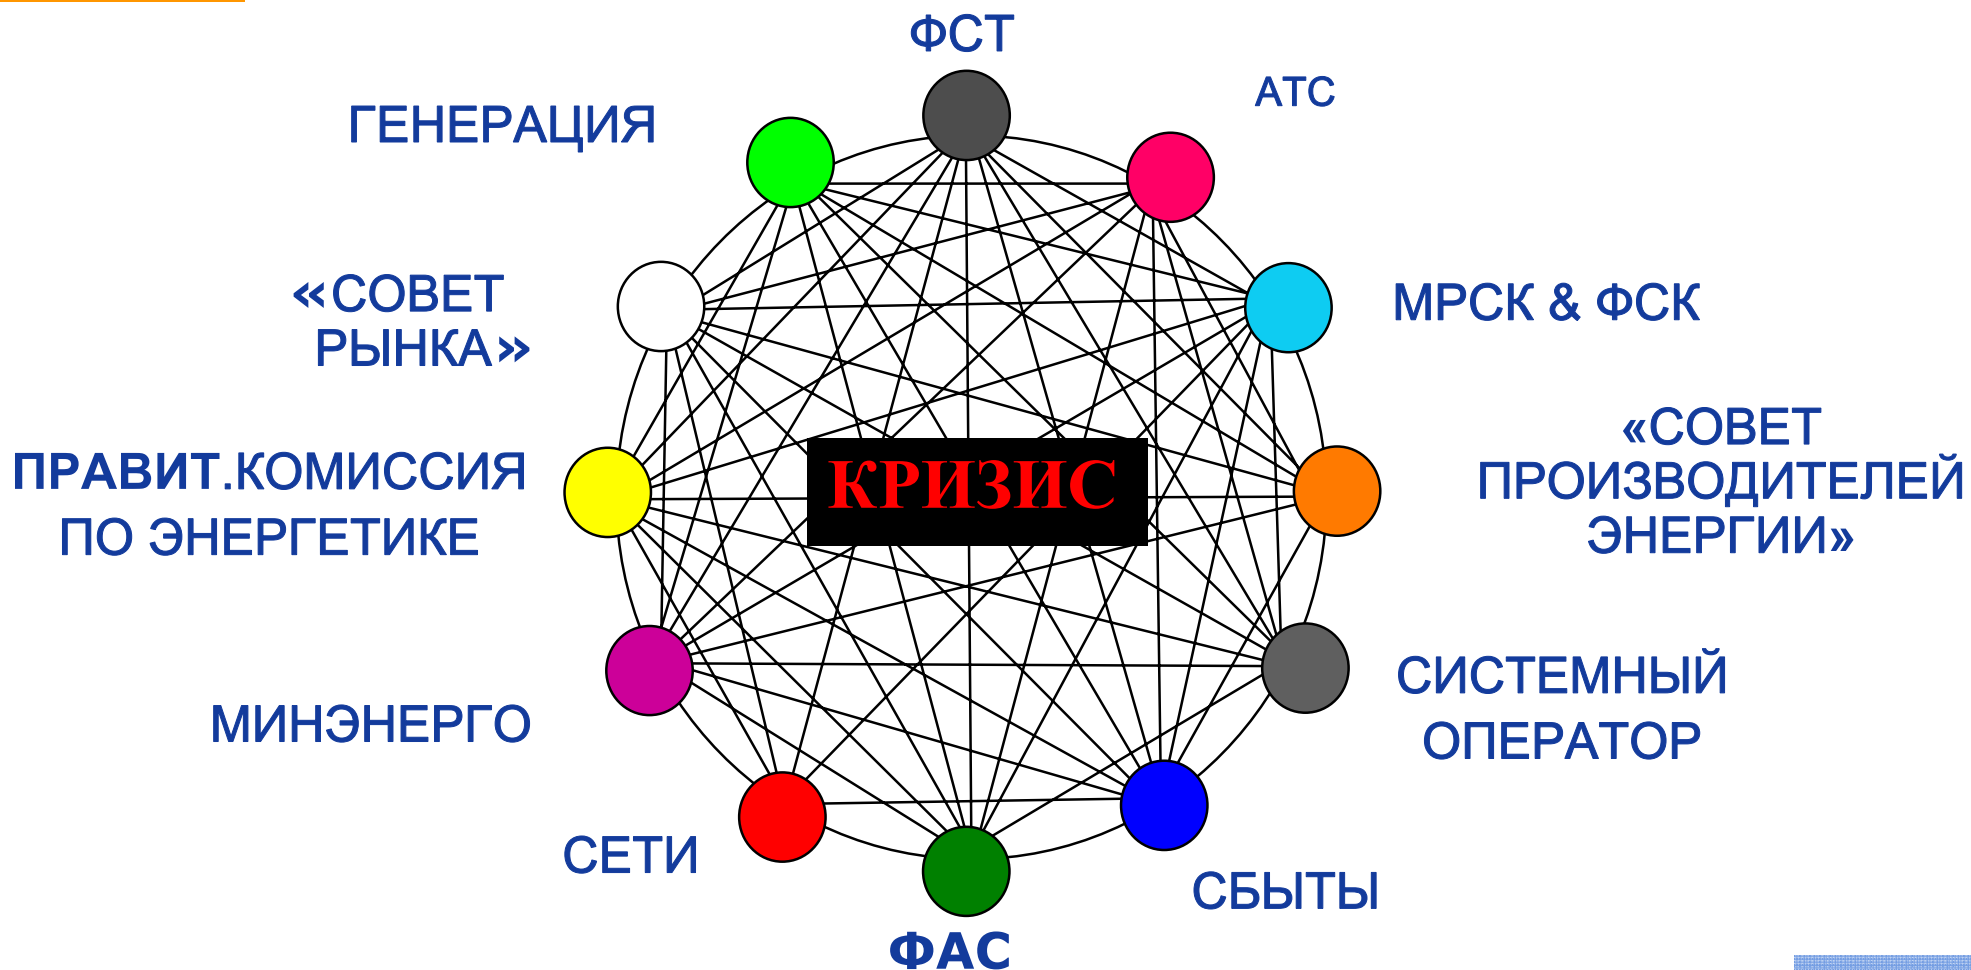 ФСТ
АТС
ГЕНЕРАЦИЯ
«СОВЕТ
РЫНКА»
МРСК & ФСК
«СОВЕТ
ПРОИЗВОДИТЕЛЕЙ
ЭНЕРГИИ»
ПРАВИТ.КОМИССИЯ
ПО ЭНЕРГЕТИКЕ
КРИЗИС
СИСТЕМНЫЙ
ОПЕРАТОР
МИНЭНЕРГО
СЕТИ
СБЫТЫ
ФАС